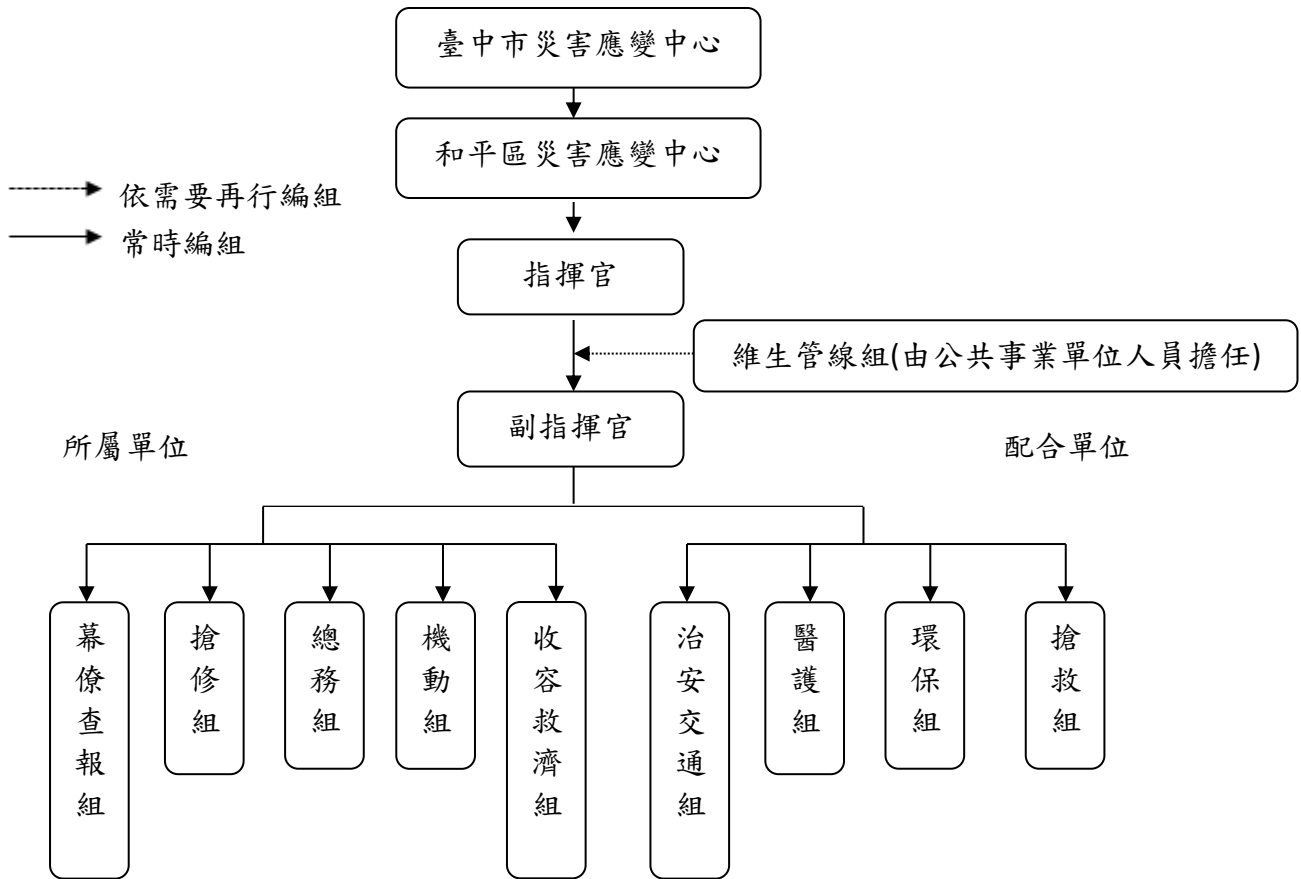 臺中市災害應變中心
和平區災害應變中心
依需要再行編組
常時編組
指揮官
維生管線組(由公共事業單位人員擔任)
副指揮官
所屬單位
配合單位
幕僚查報組
搶修組
總務組
機動組
收容救濟組
治安交通組
醫護組
環保組
搶救組